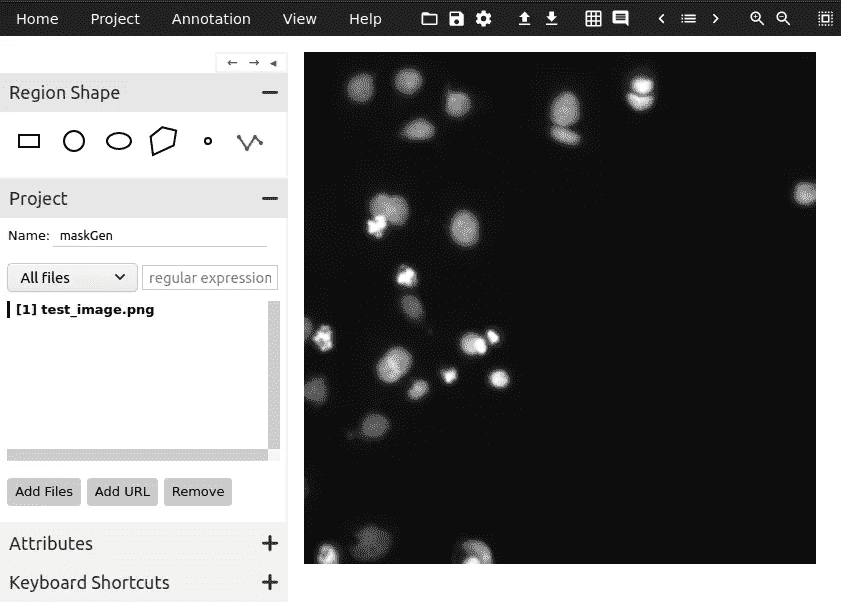 Home Project Annotation View Help
Region Shape
Project
Name: maskGen
All files regular expression
[1] test_image.png
Add Files Add URL Remove
Attributes
Keyboard Shortcuts